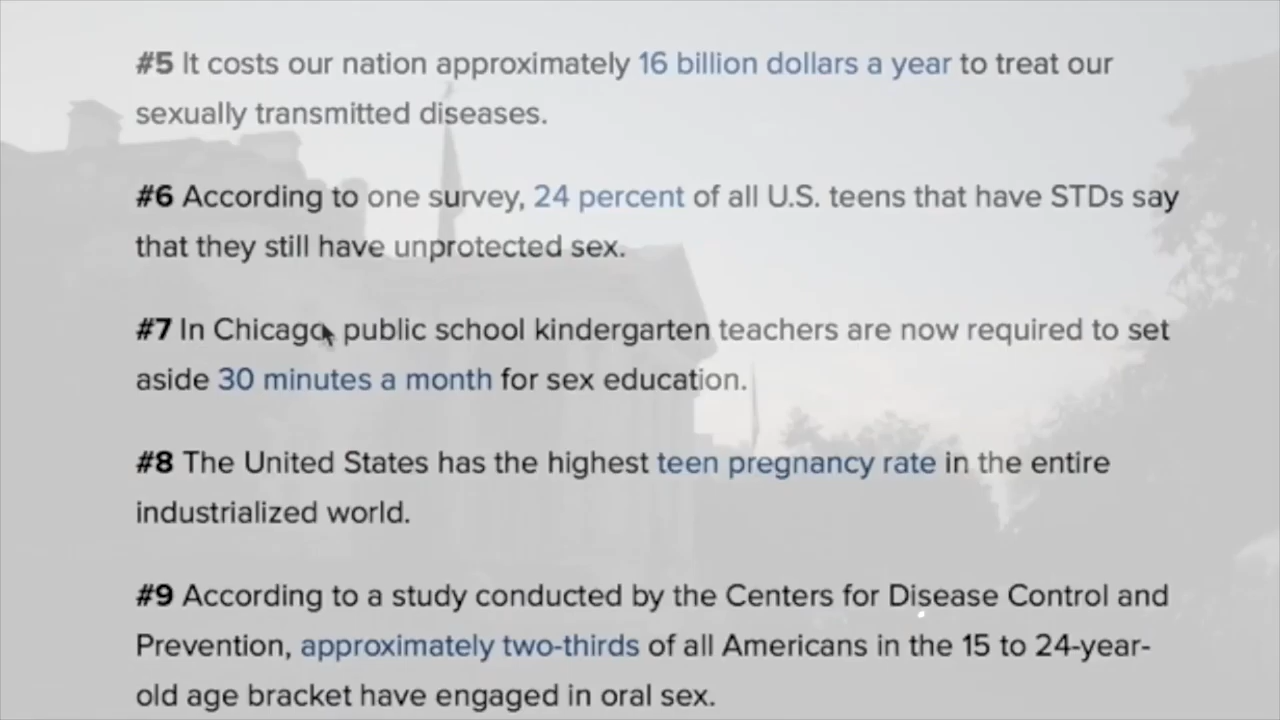 #5 It costs our nation approximately 16 billion dollars a year to treat our
sexually transmitted diseases.
#6 According to one survey, 24 percent of all U.S. teens that have STDs say
that they still have unprotected sex.
#7 In Chicago, public school kindergarten teachers are now required to set
aside 30 minutes a month for sex education.
#8 The United States has the highest teen pregnancy rate in the entire
industrialized world.
#9 According to a study conducted by the Centers for Disease Control and
Prevention, approximately two-thirds of all Americans in the 15 to 24-year-
old age bracket have engaged in oral sex.